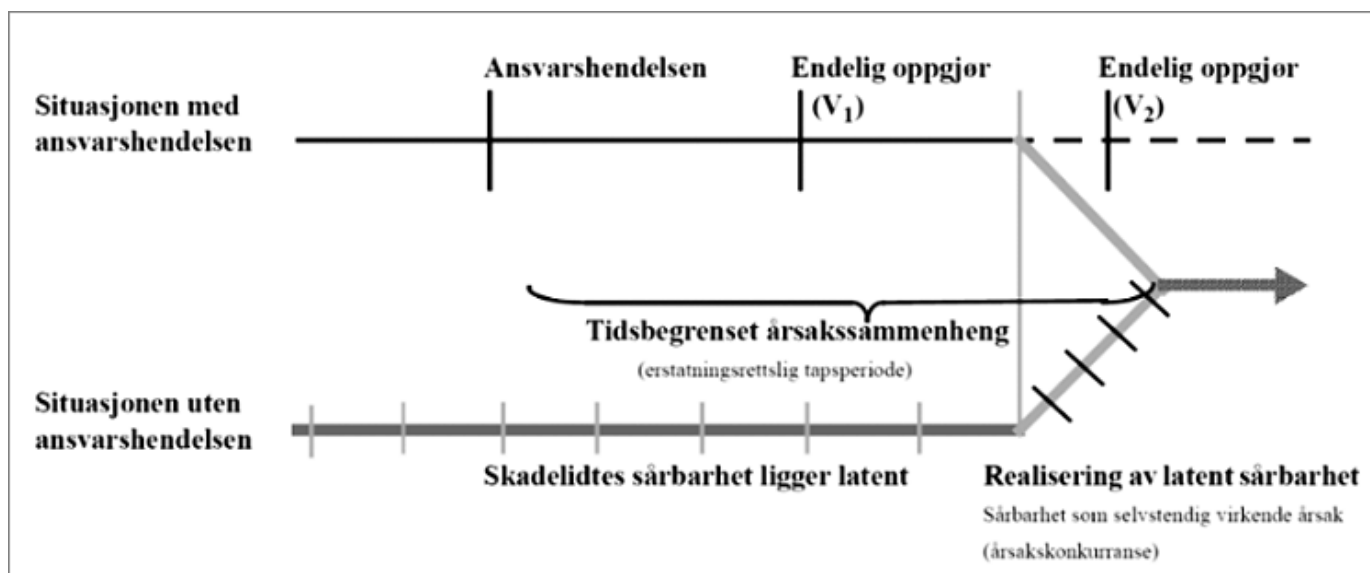 Ansvarshendelsen
Endelig oppgjør
(V₁)
Endelig oppgjør
(V₂)
Situasjonen med
ansvarshendelsen
Tidsbegrenset årsakssammenheng
(erstatningsrettslig tapsperiode)
Situasjonen uten
ansvarshendelsen
Skadelidtes sårbarhet ligger latent
Realisering av latent sårbarhet
Sårbarhet som selvstendig virkende årsak
(årsakskonkurranse)